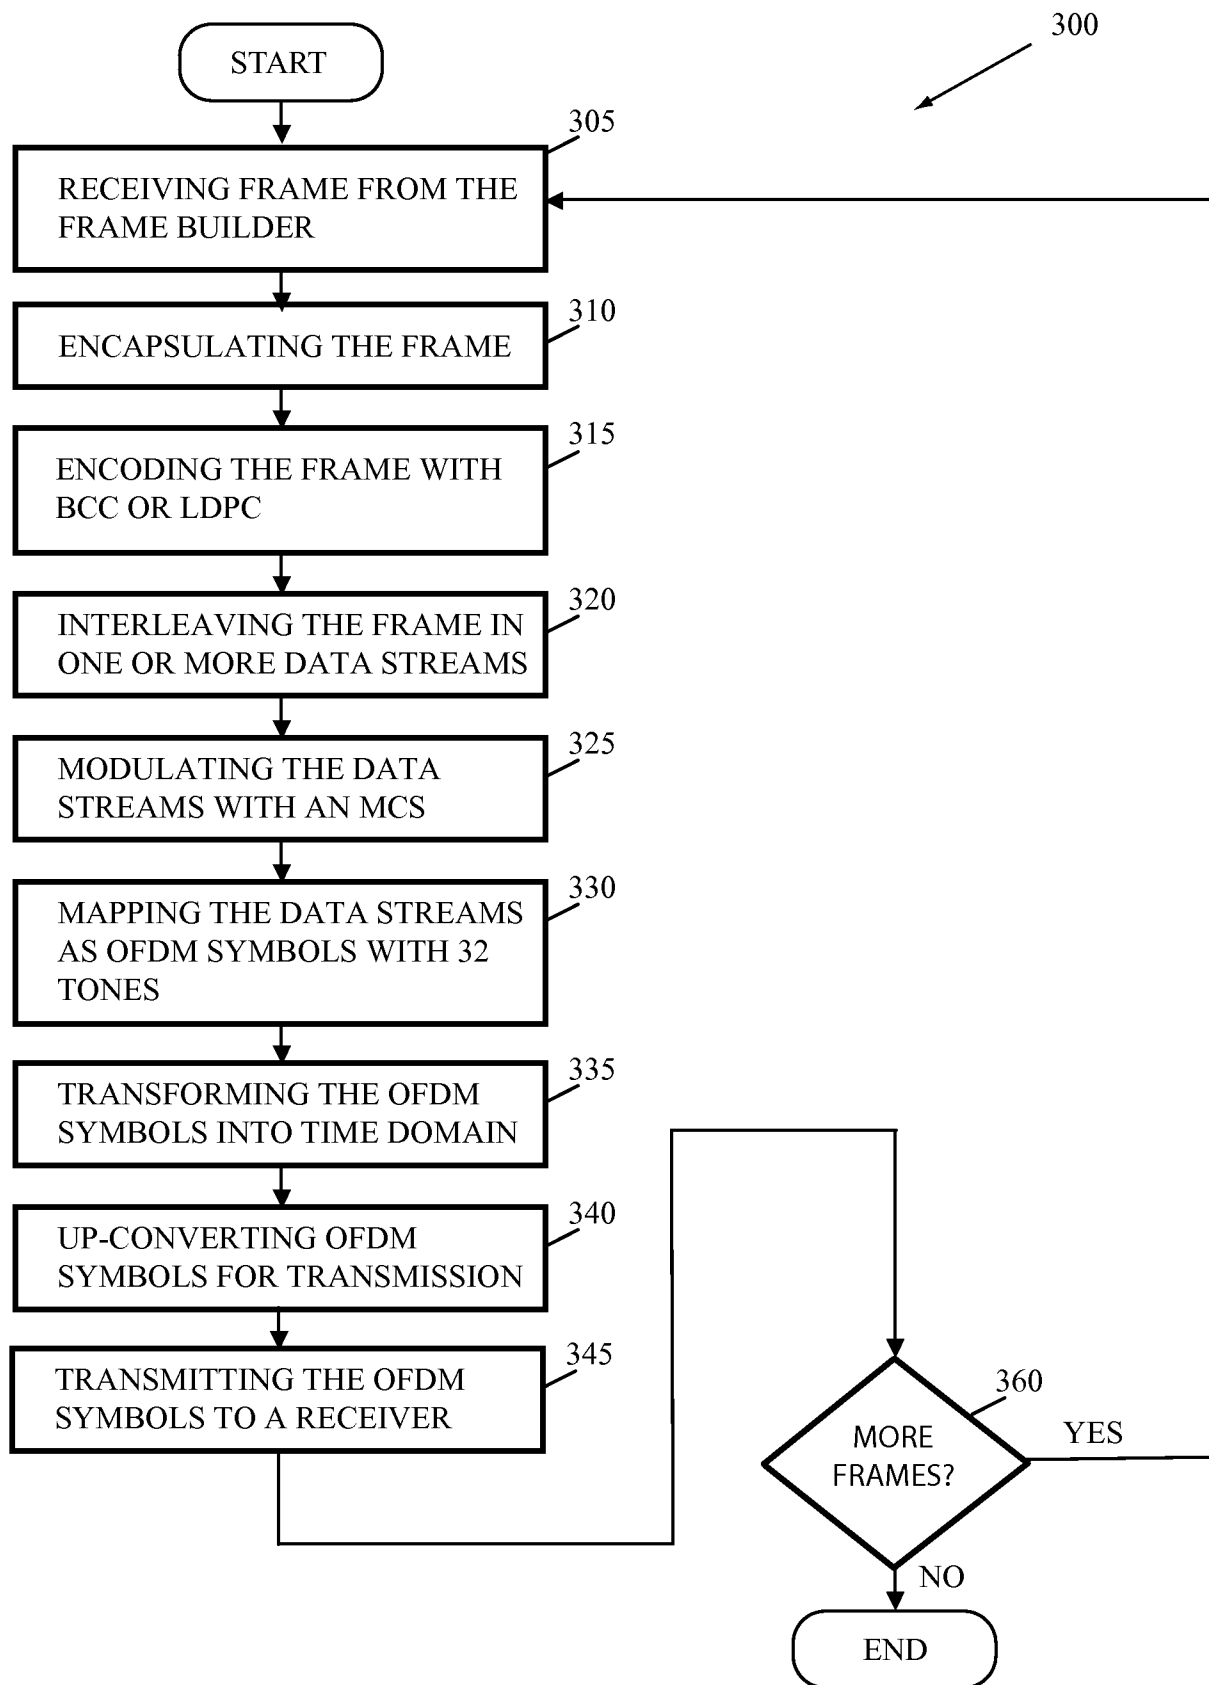 300
START
305
RECEIVING FRAME FROM THE
FRAME BUILDER
310
ENCAPSULATING THE FRAME
315
ENCODING THE FRAME WITH
BCC OR LDPC
320
INTERLEAVING THE FRAME IN
ONE OR MORE DATA STREAMS
325
MODULATING THE DATA
STREAMS WITH AN MCS
330
MAPPING THE DATA STREAMS
AS OFDM SYMBOLS WITH 32
TONES
335
TRANSFORMING THE OFDM
SYMBOLS INTO TIME DOMAIN
340
UP-CONVERTING OFDM
SYMBOLS FOR TRANSMISSION
345
TRANSMITTING THE OFDM
SYMBOLS TO A RECEIVER
360
MORE
FRAMES?
YES
NO
END